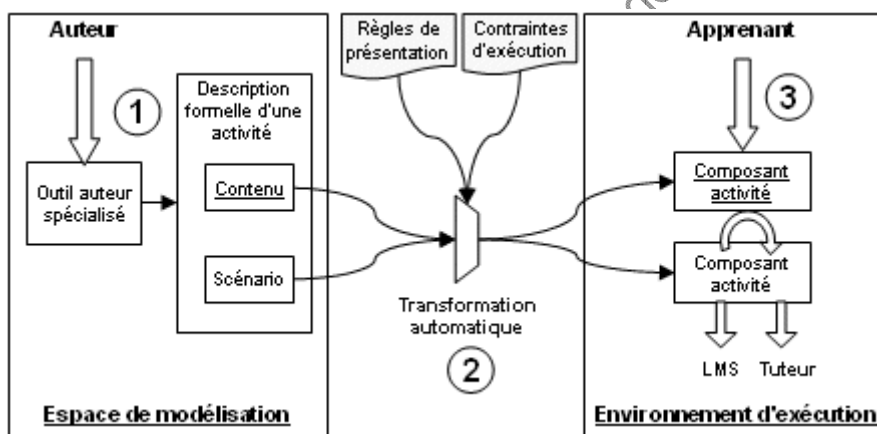 Auteur
1
Outil auteur
spécialisé
Description
formelle d'une
activité
Contenu
Scénario
Espace de modélisation
Règles de
présentation
Contraintes
d'exécution
Transformation
automatique
2
Apprenant
3
Composant
activité
Composant
activité
LMS Tuteur
Environnement d'exécution